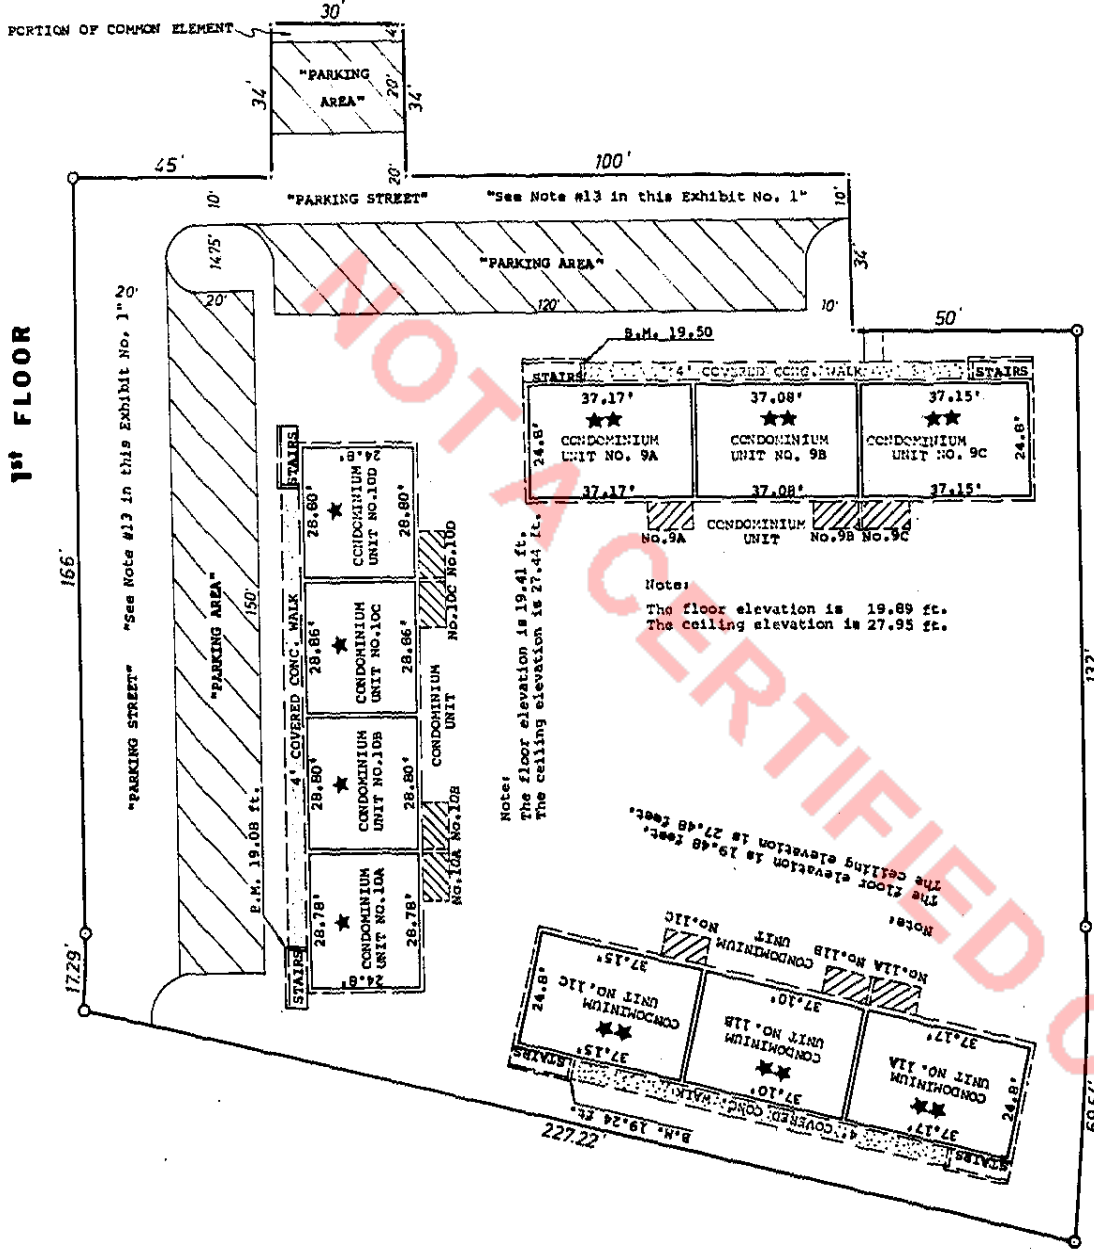 30'
PORTION OF COMMON ELEMENT
4'
"PARKING
AREA"
20'
34'
34'
45'
20'
100'
10'
"PARKING STREET"
"See Note #13 in this Exhibit No. 1"
10'
14.75'
"PARKING AREA"
34'
20'
20'
120'
10'
50'
1st FLOOR
"PARKING STREET" "See Note #13 in this Exhibit No. 1"
166'
"PARKING AREA"
150'
17.29'
B.M. 19.50
STAIRS
4' COVERED CONC. WALK
STAIRS
37.17'
37.08'
37.15'
24.8'
CONDOMINIUM
UNIT NO. 9A
CONDOMINIUM
UNIT NO. 9B
CONDOMINIUM
UNIT NO. 9C
24.8'
37.17'
37.08'
37.15'
No.9A
CONDOMINIUM
UNIT
No.9B
No.9C
Note:
The floor elevation is 19.89 ft.
The ceiling elevation is 27.95 ft.
STAIRS
24.8'
28.80'
CONDOMINIUM
UNIT NO.10D
28.80'
No.10C No.10D
28.86'
CONDOMINIUM
UNIT NO.10C
28.86'
4' COVERED CONC. WALK
CONDOMINIUM
UNIT
28.80'
CONDOMINIUM
UNIT NO.10B
28.80'
No.10A No.10B
28.78'
CONDOMINIUM
UNIT NO.10A
28.78'
24.8'
STAIRS
B.M. 19.08 ft.
Note:
The floor elevation is 19.41 ft.
The ceiling elevation is 27.44 ft.
132'
Note:
The floor elevation is 19.48 feet.
The ceiling elevation is 27.48 feet.
No.11A
No.11B
CONDOMINIUM
UNIT
No.11C
37.17'
37.10'
37.15'
24.8'
CONDOMINIUM
UNIT NO. 11A
CONDOMINIUM
UNIT NO. 11B
CONDOMINIUM
UNIT NO. 11C
24.8'
37.17'
37.10'
37.15'
STAIRS
4' COVERED CONC. WALK
STAIRS
B.M. 19.24 ft.
227.22'
NOT A CERTIFIED